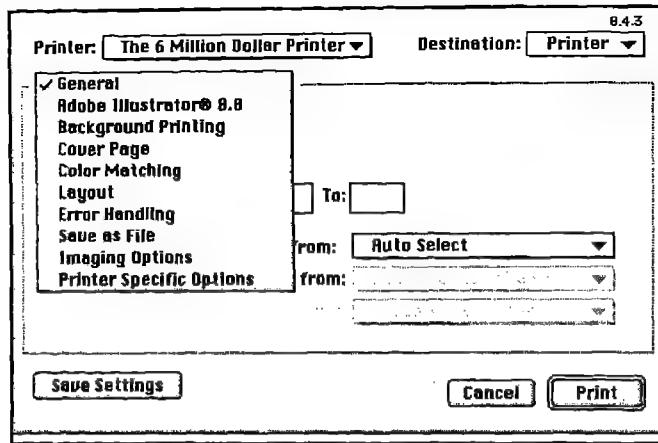 8.4.3
Printer: The 6 Million Dollar Printer Destination: Printer
✓ General
Adobe Illustrator® 8.0
Background Printing
Cover Page
Color Matching
Layout
Error Handling
Save as File
Imaging Options
Printer Specific Options
To:
from: Auto Select
from:
Save Settings Cancel Print